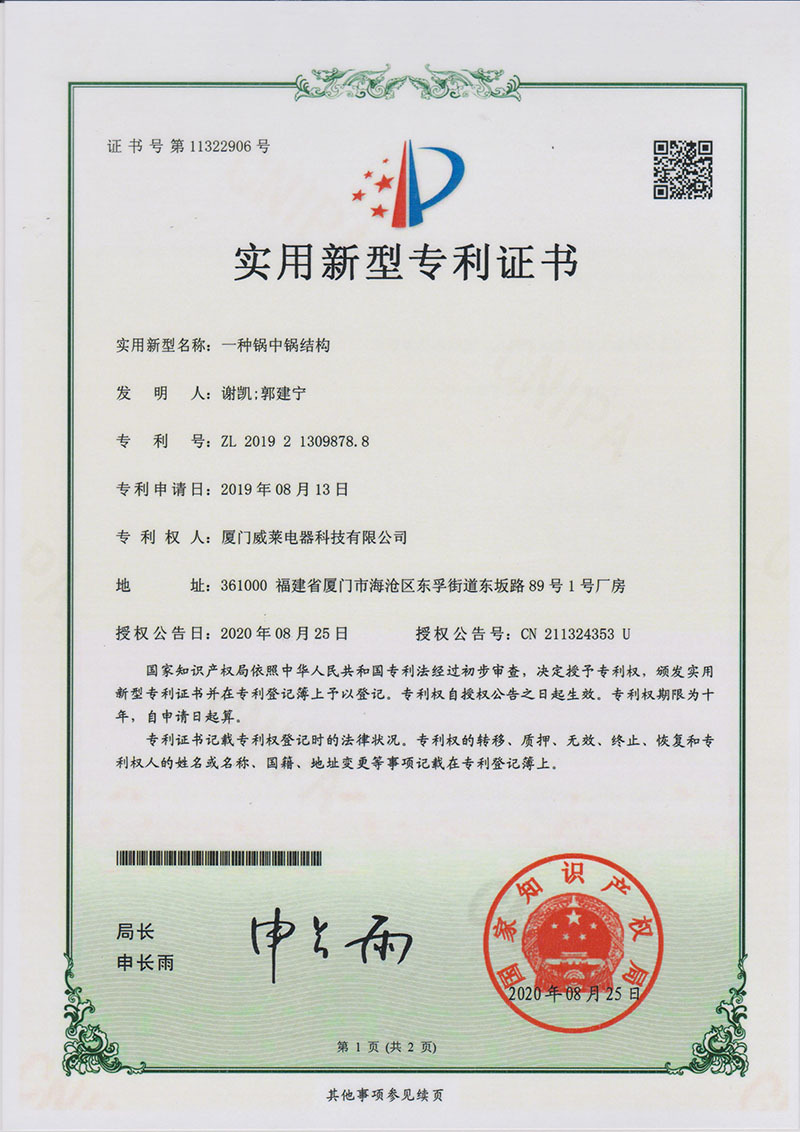 证书号第11322906号
实用新型专利证书
实用新型名称：一种锅中锅结构
发明人：谢凯;郭建宁
专利号：ZL 2019 2 1309878.8
专利申请日：2019年08月13日
专利权人：厦门威莱电器科技有限公司
地址：361000 福建省厦门市海沧区东孚街道东坂路89号1号厂房
授权公告日：2020年08月25日 授权公告号：CN 211324353 U
国家知识产权局依照中华人民共和国专利法经过初步审查，决定授予专利权，颁发实用
新型专利证书并在专利登记簿上予以登记。专利权自授权公告之日起生效。专利权期限为十
年，自申请日起算。
专利证书记载专利权登记时的法律状况。专利权的转移、质押、无效、终止、恢复和专
利权人的姓名或名称、国籍、地址变更等事项记载在专利登记簿上。
局长
申长雨
申长雨
国家知识产权局
2020年08月25日
第 1 页 (共 2 页)
其他事项参见续页
CNIPA